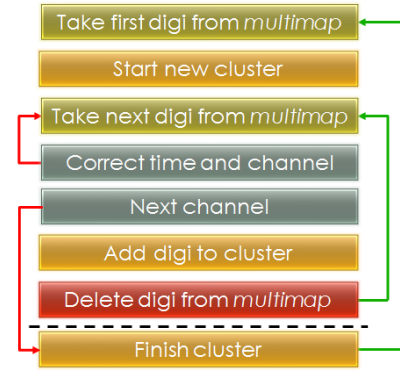 Take first digi from multimap
Start new cluster
Take next digi from multimap
Correct time and channel
Next channel
Add digi to cluster
Delete digi from multimap
Finish cluster